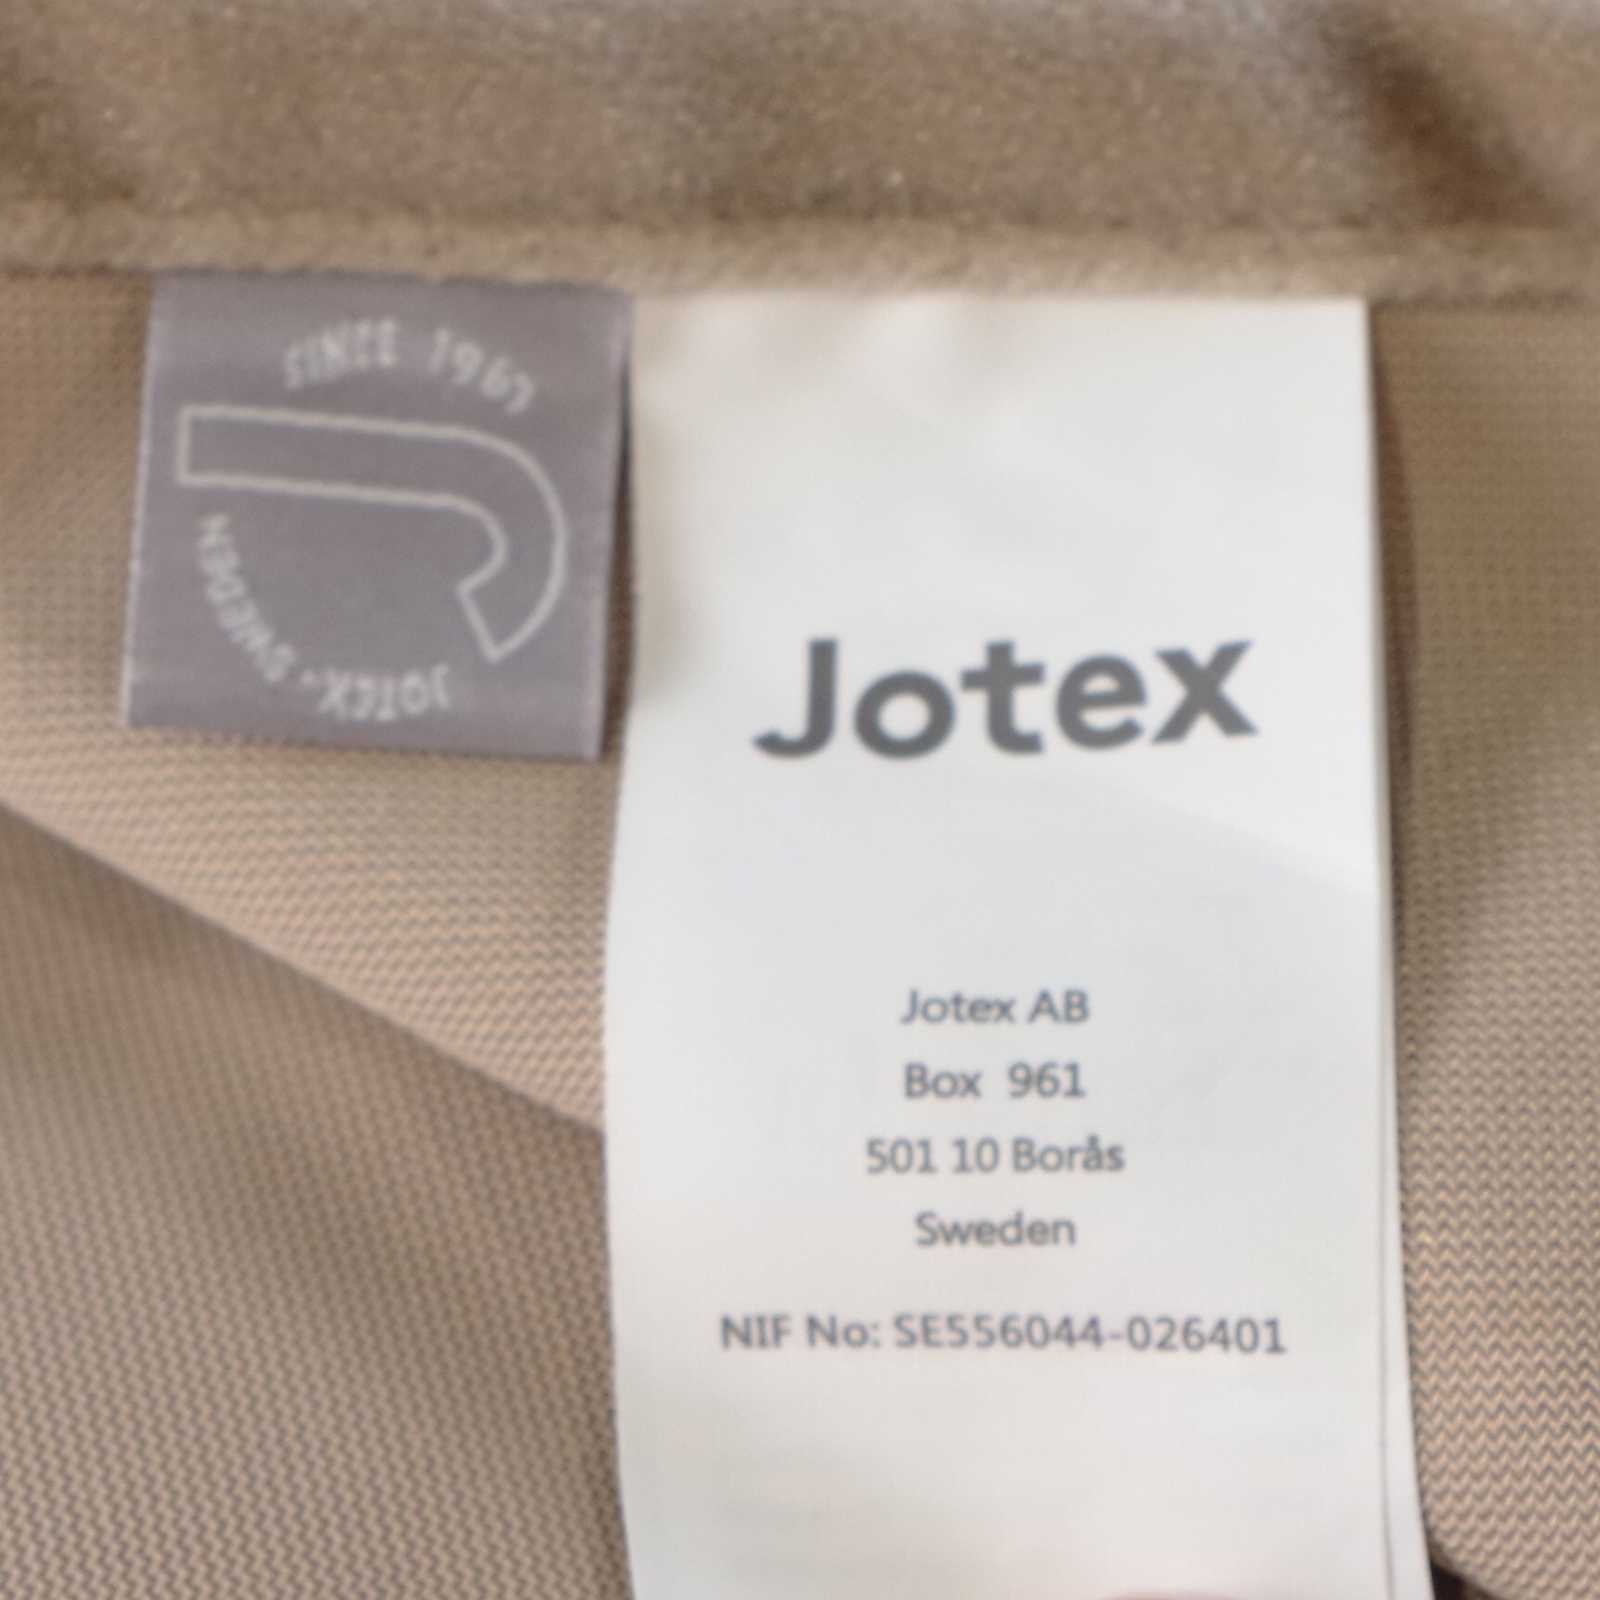 SINCE 1967
JOTEX. SWEDEN
Jotex
Jotex AB
Box 961
501 10 Borås
Sweden
NIF No: SE556044-026401